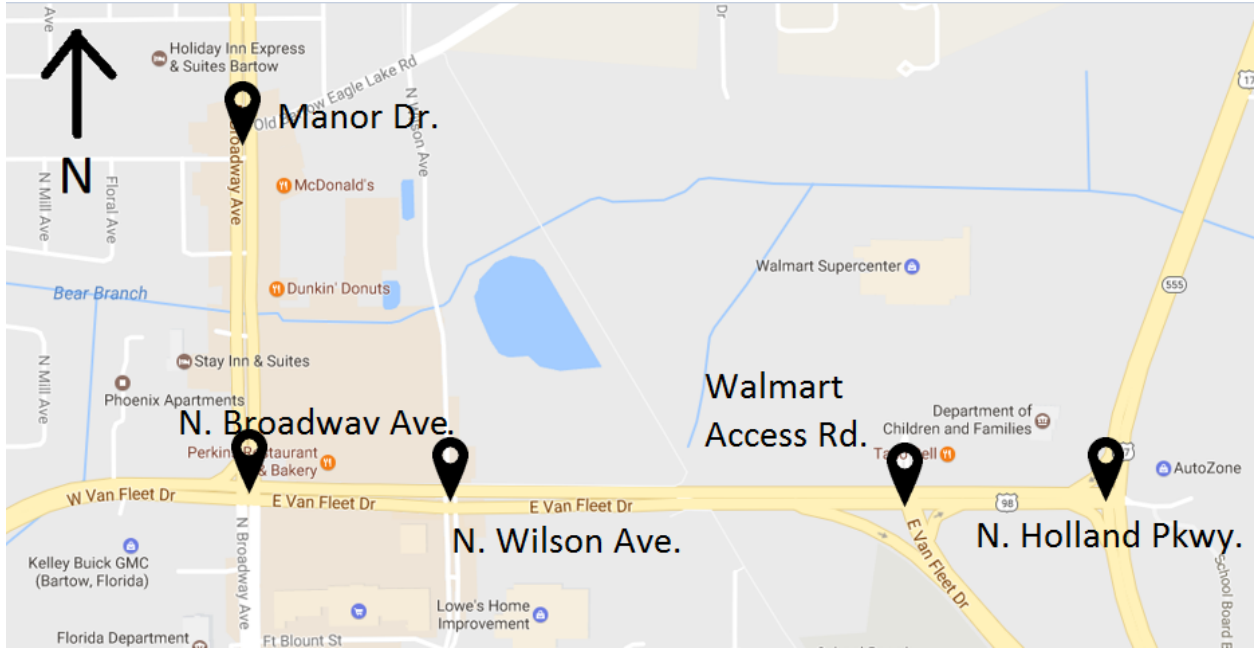 Ave
Holiday Inn Express
& Suites Bartow
Old Bartow Eagle Lake Rd
Manor Dr.
N Wilson Ave
Dr
17
N
Broadway Ave
McDonald's
N Mill Ave
Floral Ave
Walmart Supercenter
555
Bear Branch
Dunkin' Donuts
Stay Inn & Suites
N Mill Ave
Phoenix Apartments
Walmart
Access Rd.
N. Broadway Ave.
Department of
Children and Families
Perkins Restaurant
& Bakery
Taco Bell
AutoZone
W Van Fleet Dr
E Van Fleet Dr
E Van Fleet Dr
98
N. Wilson Ave.
N. Holland Pkwy.
E Van Fleet Dr
Kelley Buick GMC
(Bartow, Florida)
N Broadway Ave
Lowe's Home
Improvement
School Board
Florida Department
Ft Blount St